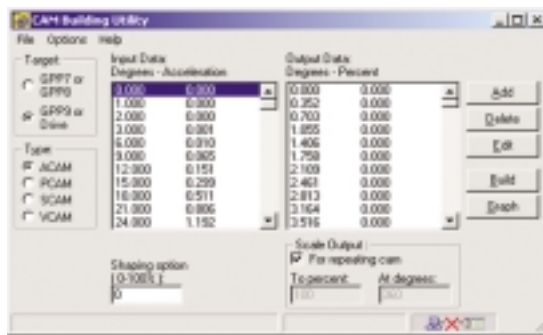 CAM Building Utility
File Options Help
Target
GPP7 or
GPP8
GPP9 or
Drive
Type
ACAM
PCAM
SCAM
VCAM
Input Data:
Degrees - Acceleration
0.000 0.000
1.000 0.000
2.000 0.000
3.000 0.001
6.000 0.010
9.000 0.065
12.000 0.151
15.000 0.299
18.000 0.511
21.000 0.806
24.000 1.192
Output Data:
Degrees - Percent
0.000 0.000
0.352 0.000
0.703 0.000
1.055 0.000
1.406 0.000
1.758 0.000
2.109 0.000
2.461 0.000
2.813 0.000
3.164 0.000
3.516 0.000
Add
Delete
Edit
Build
Graph
Shaping option
(0-100%):
0
Scale Output:
For repeating cam
To percent: At degrees:
100 360